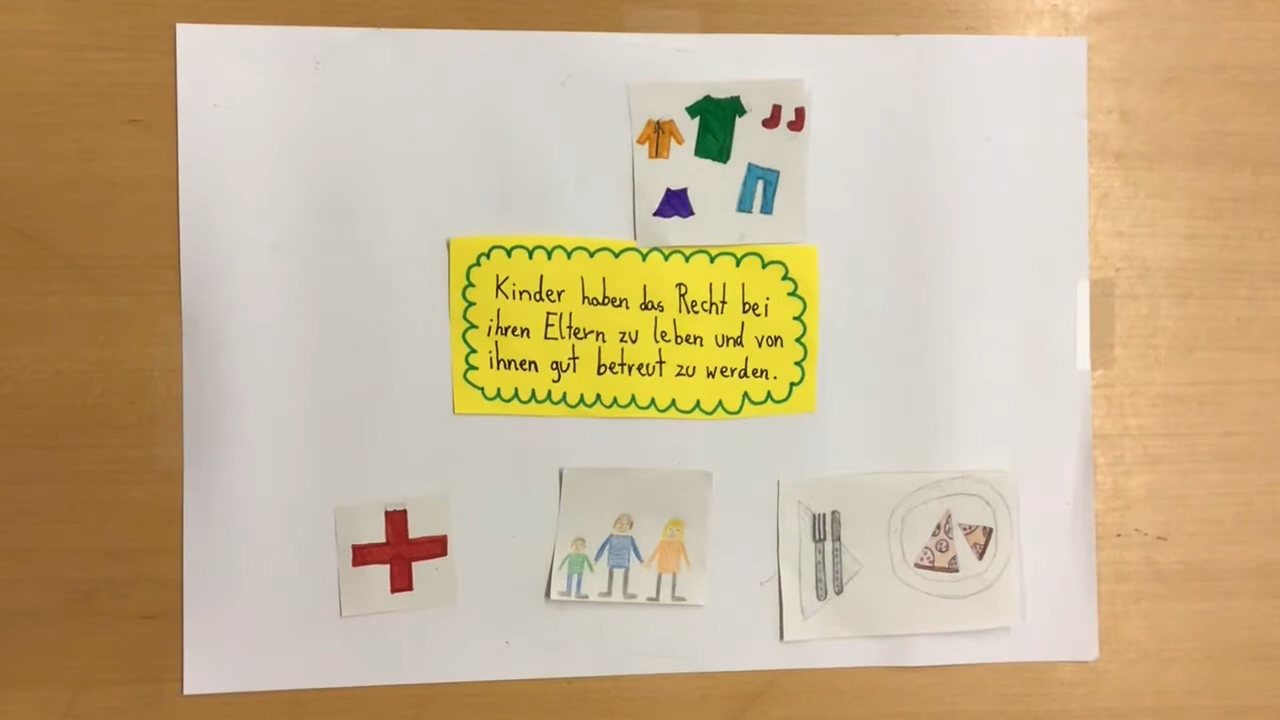 Kinder haben das Recht bei
ihren Eltern zu leben und von
ihnen gut betreut zu werden.